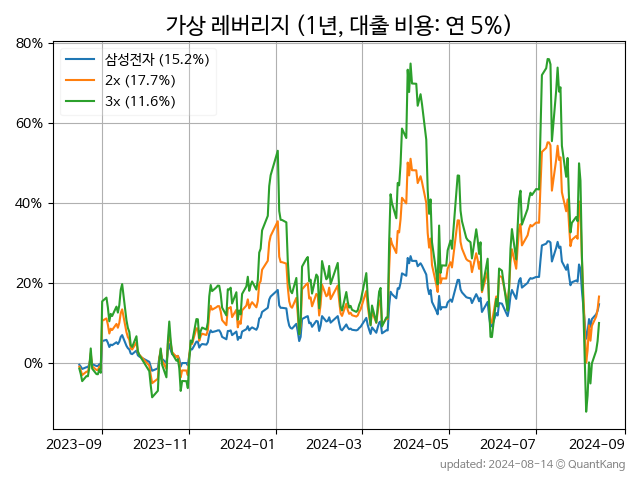 가상 레버리지 (1년, 대출 비용: 연 5%)
80%
삼성전자 (15.2%)
2x (17.7%)
3x (11.6%)
60%
40%
20%
0%
2023-09 2023-11 2024-01 2024-03 2024-05 2024-07 2024-09
updated: 2024-08-14 © QuantKang